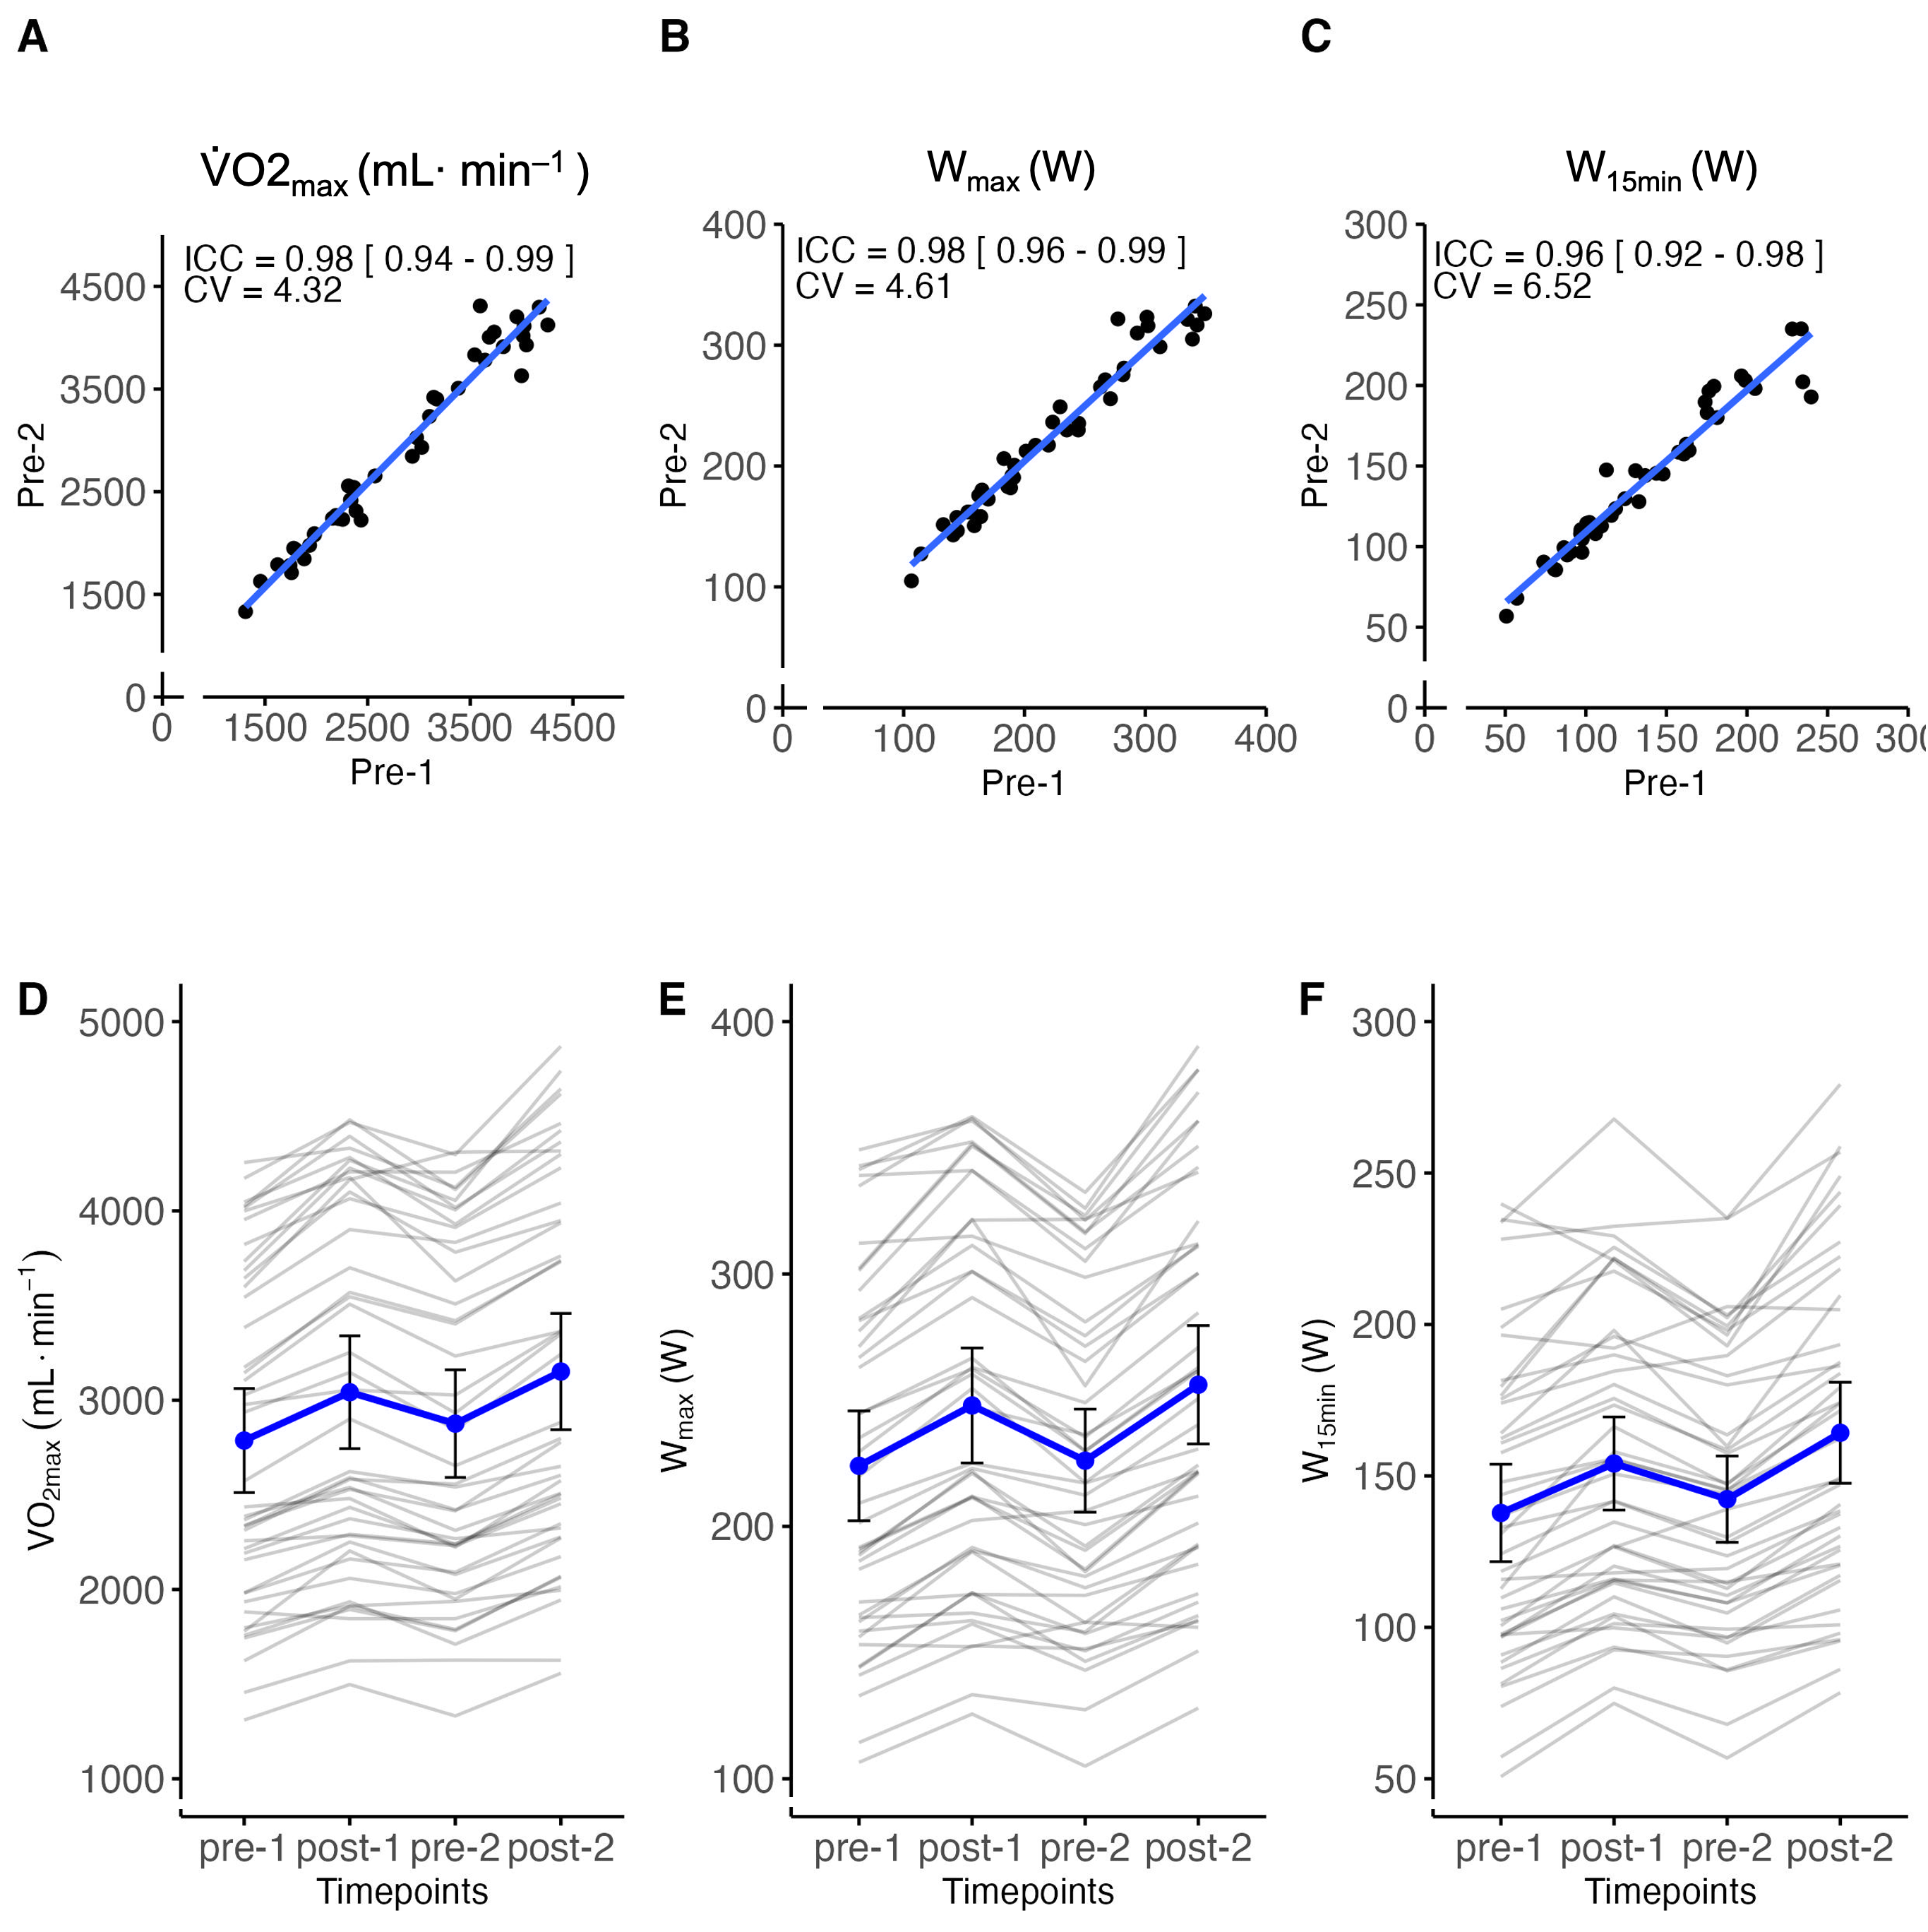 A
B
C
V̇O2max (mL· min–1 )
Wmax (W)
W15min (W)
ICC = 0.98 [ 0.94 - 0.99 ]
CV = 4.32
4500
3500
2500
1500
0
Pre-2
0 1500 2500 3500 4500
Pre-1
ICC = 0.98 [ 0.96 - 0.99 ]
CV = 4.61
400
300
200
100
0
Pre-2
0 100 200 300 400
Pre-1
ICC = 0.96 [ 0.92 - 0.98 ]
CV = 6.52
300
250
200
150
100
50
0
Pre-2
0 50 100 150 200 250 300
Pre-1
D
5000
4000
3000
2000
1000
VO2max (mL · min−1)
pre-1 post-1 pre-2 post-2
Timepoints
E
400
300
200
100
Wmax (W)
pre-1 post-1 pre-2 post-2
Timepoints
F
300
250
200
150
100
50
W15min (W)
pre-1 post-1 pre-2 post-2
Timepoints